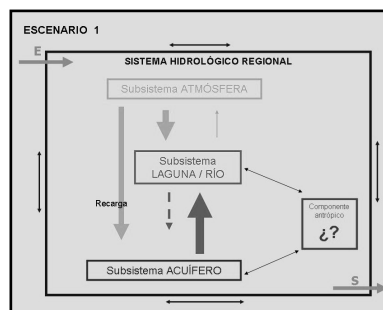 ESCENARIO 1
E
SISTEMA HIDROLÓGICO REGIONAL
Subsistema ATMÓSFERA
Subsistema
LAGUNA / RÍO
Recarga
Componente
antrópico
¿?
Subsistema ACUÍFERO
S